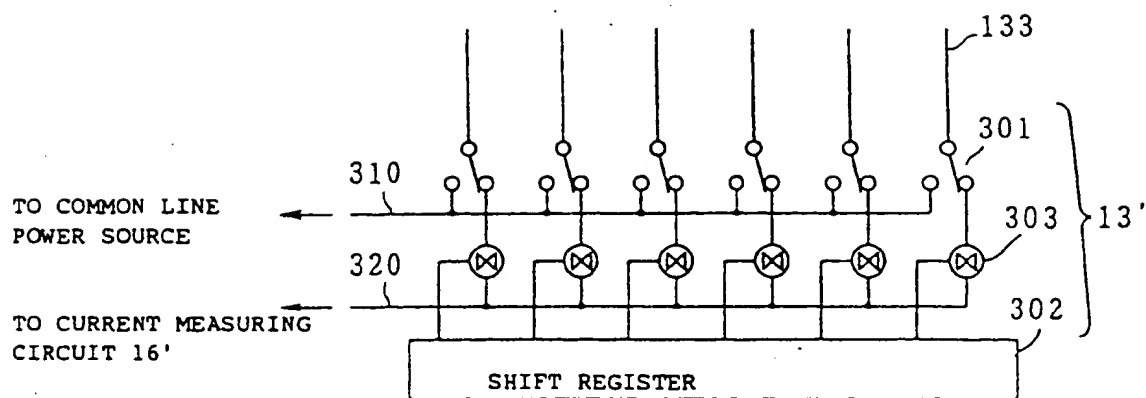 133
301
310
TO COMMON LINE
POWER SOURCE
13'
303
320
TO CURRENT MEASURING
CIRCUIT 16'
302
SHIFT REGISTER